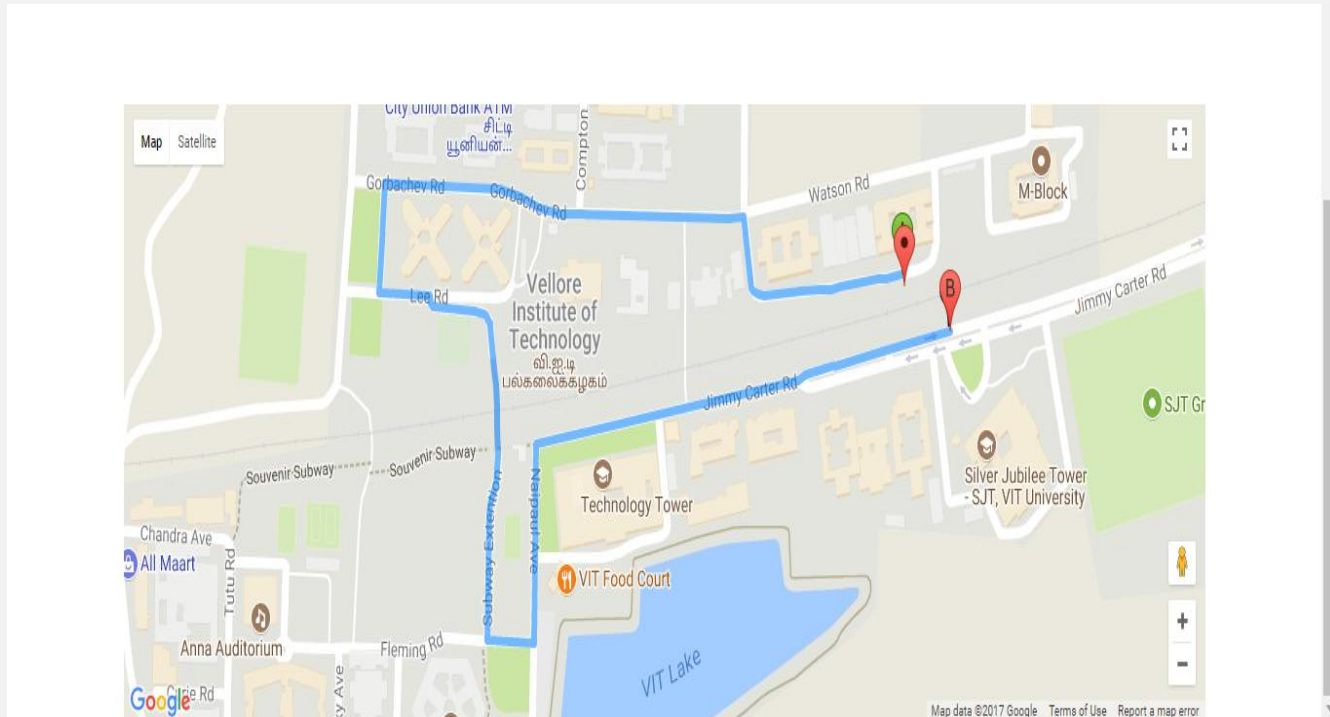 City Union Bank ATM
சிட்டி
யூனியன்...
Map Satellite
Compton
M-Block
Gorbachev Rd
Gorbachev Rd
Watson Rd
Lee Rd
Vellore
Institute of
Technology
வி.ஐ.டி
பல்கலைக்கழகம்
B
Jimmy Carter Rd
Jimmy Carter Rd
SJT Gr
Souvenir Subway
Souvenir Subway
Silver Jubilee Tower
- SJT, VIT University
Technology Tower
Subway Extention
Naipaul Ave
Chandra Ave
All Maart
Tutu Rd
VIT Food Court
Anna Auditorium
Fleming Rd
VIT Lake
ty Ave
Google
Rd
+
−
Map data ©2017 Google Terms of Use Report a map error